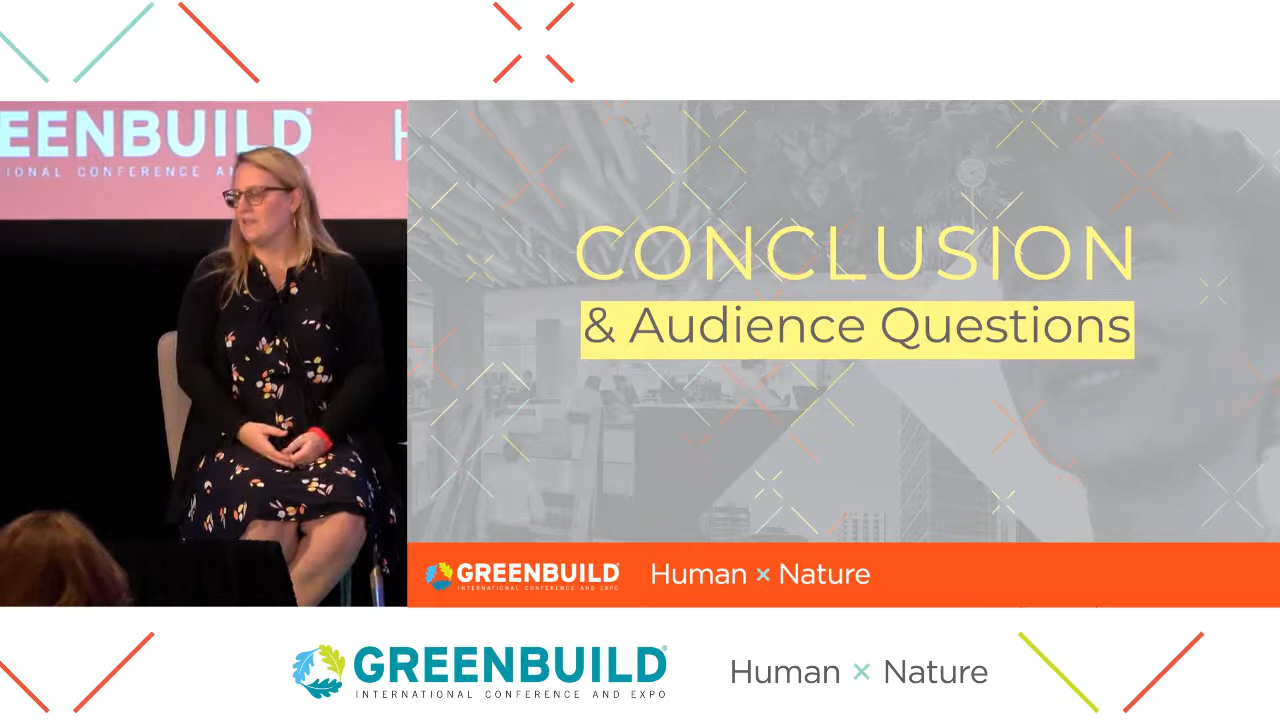 EENBUILD
IONAL CONFERENCE AN
CONCLUSION
& Audience Questions
GREENBUILD
INTERNATIONAL CONFERENCE AND EXPO
Human × Nature
GREENBUILD®
INTERNATIONAL CONFERENCE AND EXPO
Human × Nature